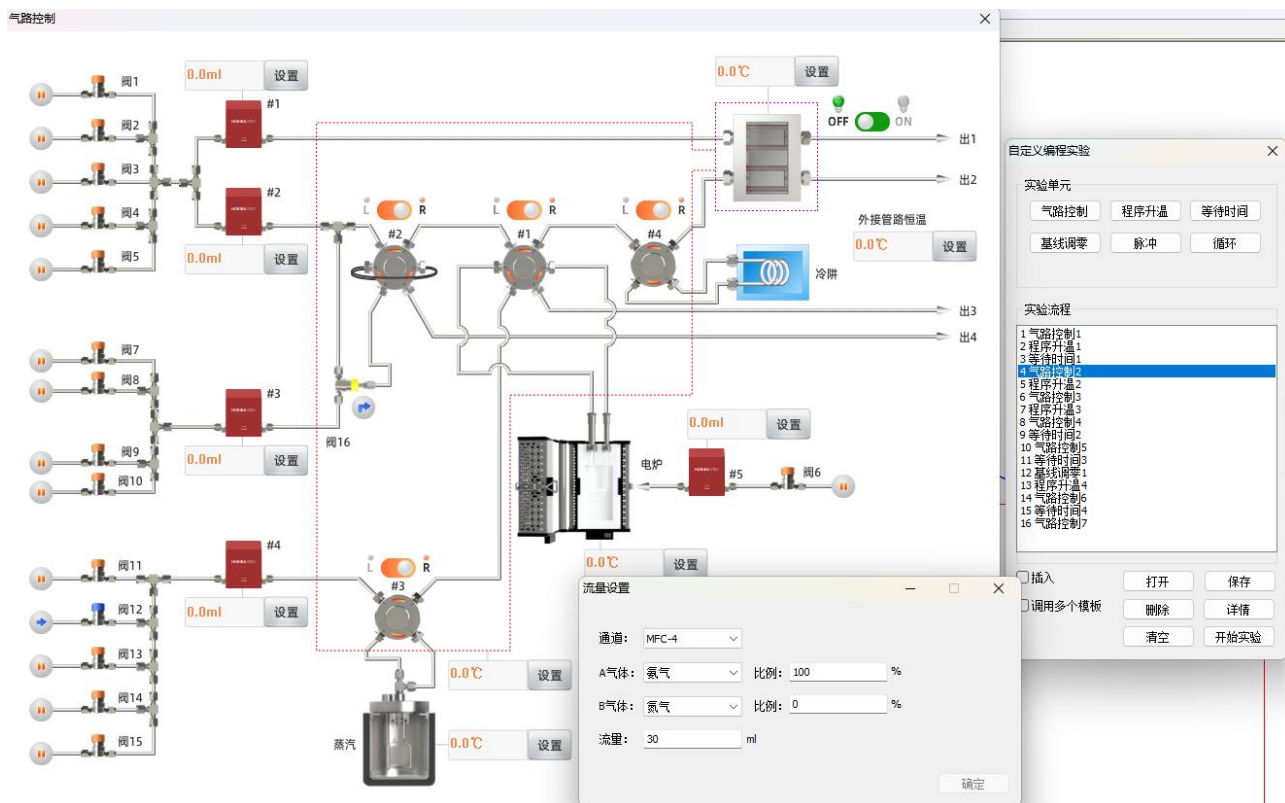 气路控制
0.0ml 设置
阀1
#1
阀2
阀3
#2
阀4
0.0ml 设置
阀5
0.0℃ 设置
OFF ON
出1
出2
L R
#2
L R
#1
L R
#4
外接管路恒温
0.0℃ 设置
冷阱
出3
出4
阀7
阀8
#3
0.0ml 设置
阀9
阀10
阀16
0.0ml 设置
电炉
#5
阀6
0.0℃ 设置
阀11
#4
0.0ml 设置
阀12
阀13
阀14
阀15
L R
#3
0.0℃ 设置
蒸汽
0.0℃ 设置
流量设置
通道： MFC-4
A气体： 氨气 比例： 100 %
B气体： 氮气 比例： 0 %
流量： 30 ml
确定
自定义编程实验
实验单元
气路控制 程序升温 等待时间
基线调零 脉冲 循环
实验流程
1 气路控制1
2 程序升温1
3 等待时间1
4 气路控制2
5 程序升温2
6 气路控制3
7 程序升温3
8 气路控制4
9 等待时间2
10 气路控制5
11 等待时间3
12 基线调零1
13 程序升温4
14 气路控制6
15 等待时间4
16 气路控制7
插入 打开 保存
调用多个模板 删除 详情
清空 开始实验